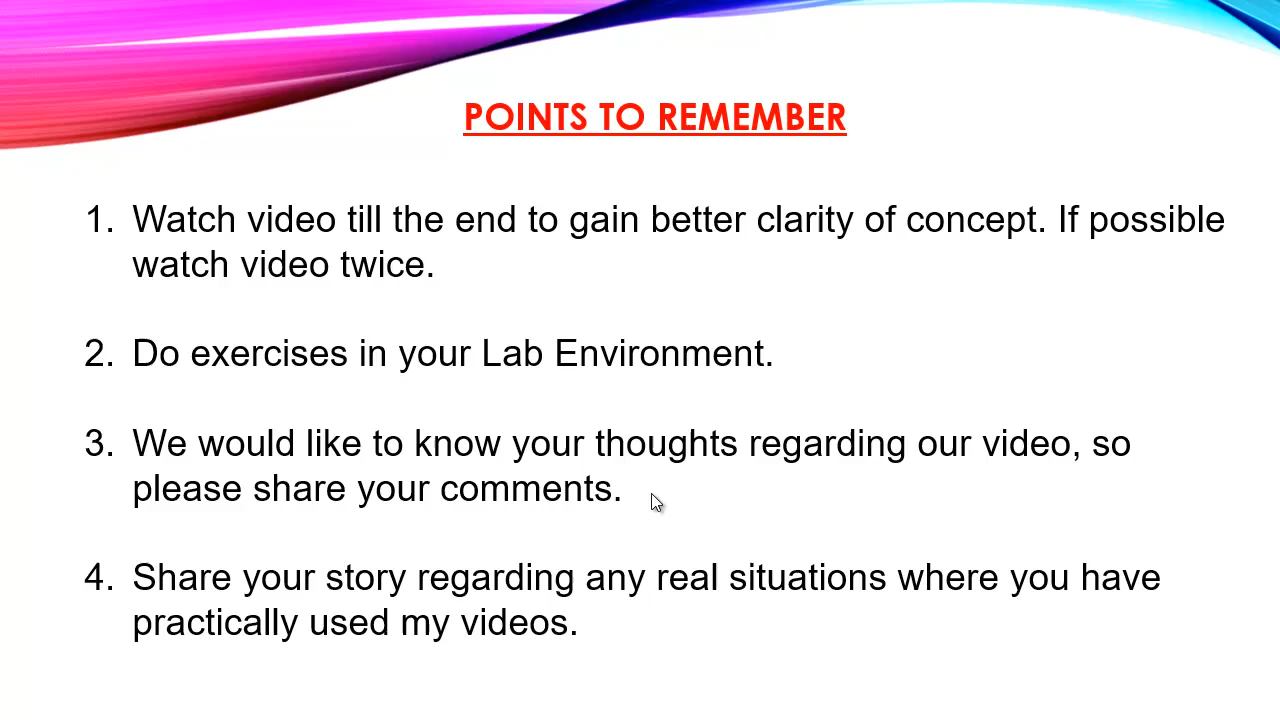 POINTS TO REMEMBER
1. Watch video till the end to gain better clarity of concept. If possible
watch video twice.
2. Do exercises in your Lab Environment.
3. We would like to know your thoughts regarding our video, so
please share your comments.
4. Share your story regarding any real situations where you have
practically used my videos.